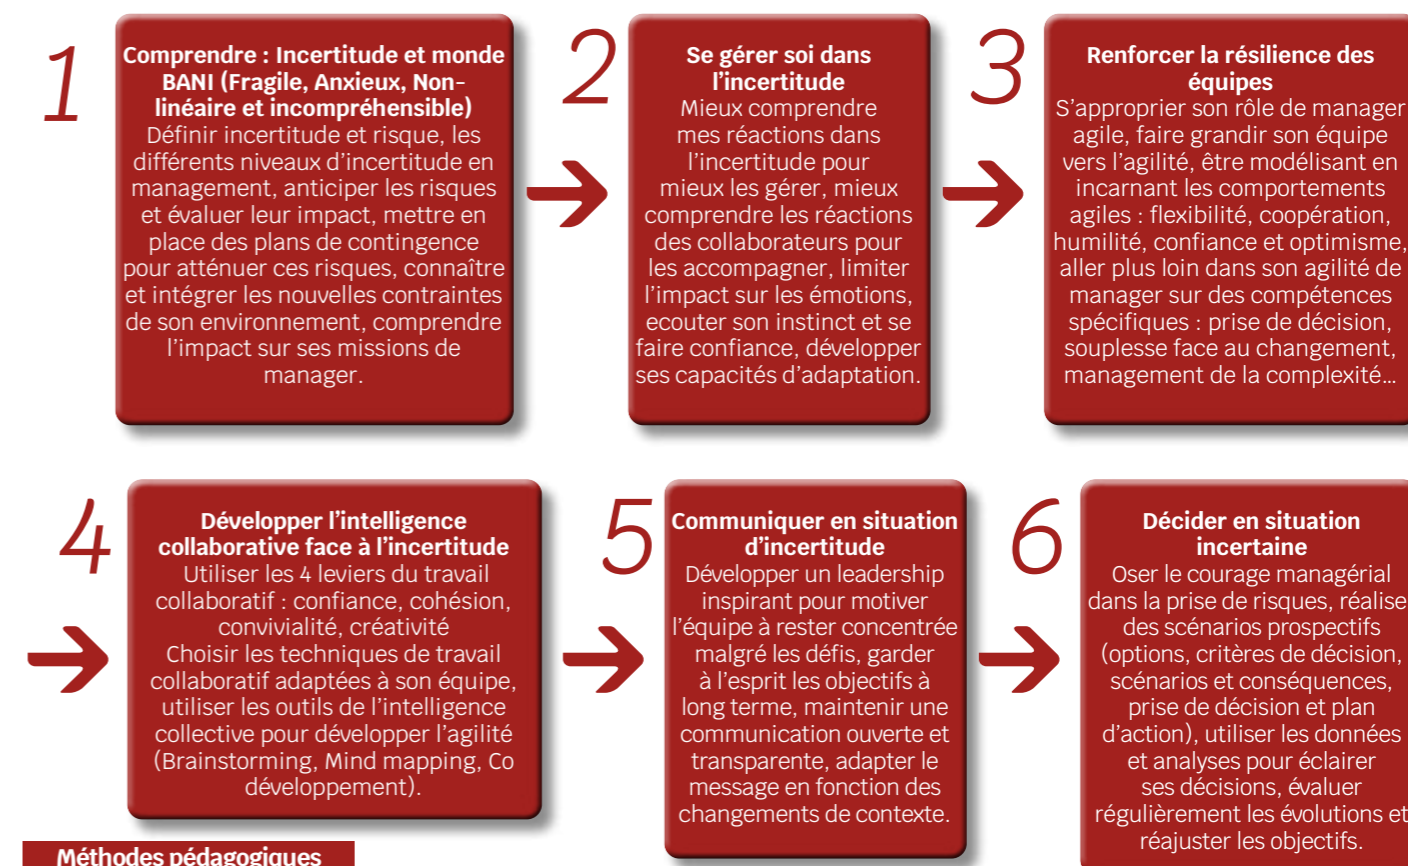 1
Comprendre : Incertitude et monde
BANI (Fragile, Anxieux, Non-
linéaire et incompréhensible)
Définir incertitude et risque, les
différents niveaux d’incertitude en
management, anticiper les risques
et évaluer leur impact, mettre en
place des plans de contingence
pour atténuer ces risques, connaître
et intégrer les nouvelles contraintes
de son environnement, comprendre
l’impact sur ses missions de
manager.
2
Se gérer soi dans
l’incertitude
Mieux comprendre
mes réactions dans
l’incertitude pour
mieux les gérer, mieux
comprendre les réactions
des collaborateurs pour
les accompagner, limiter
l’impact sur les émotions,
ecouter son instinct et se
faire confiance, développer
ses capacités d’adaptation.
3
Renforcer la résilience des
équipes
S’approprier son rôle de manager
agile, faire grandir son équipe
vers l’agilité, être modélisant en
incarnant les comportements
agiles : flexibilité, coopération,
humilité, confiance et optimisme,
aller plus loin dans son agilité de
manager sur des compétences
spécifiques : prise de décision,
souplesse face au changement,
management de la complexité…
4
Développer l’intelligence
collaborative face à l’incertitude
Utiliser les 4 leviers du travail
collaboratif : confiance, cohésion,
convivialité, créativité
Choisir les techniques de travail
collaboratif adaptées à son équipe,
utiliser les outils de l’intelligence
collective pour développer l’agilité
(Brainstorming, Mind mapping, Co
développement).
5
Communiquer en situation
d’incertitude
Développer un leadership
inspirant pour motiver
l’équipe à rester concentrée
malgré les défis, garder
à l’esprit les objectifs à
long terme, maintenir une
communication ouverte et
transparente, adapter le
message en fonction des
changements de contexte.
6
Décider en situation
incertaine
Oser le courage managérial
dans la prise de risques, réalise
des scénarios prospectifs
(options, critères de décision,
scénarios et conséquences,
prise de décision et plan
d’action), utiliser les données
et analyses pour éclairer
ses décisions, évaluer
régulièrement les évolutions et
réajuster les objectifs.
Méthodes pédagogiques